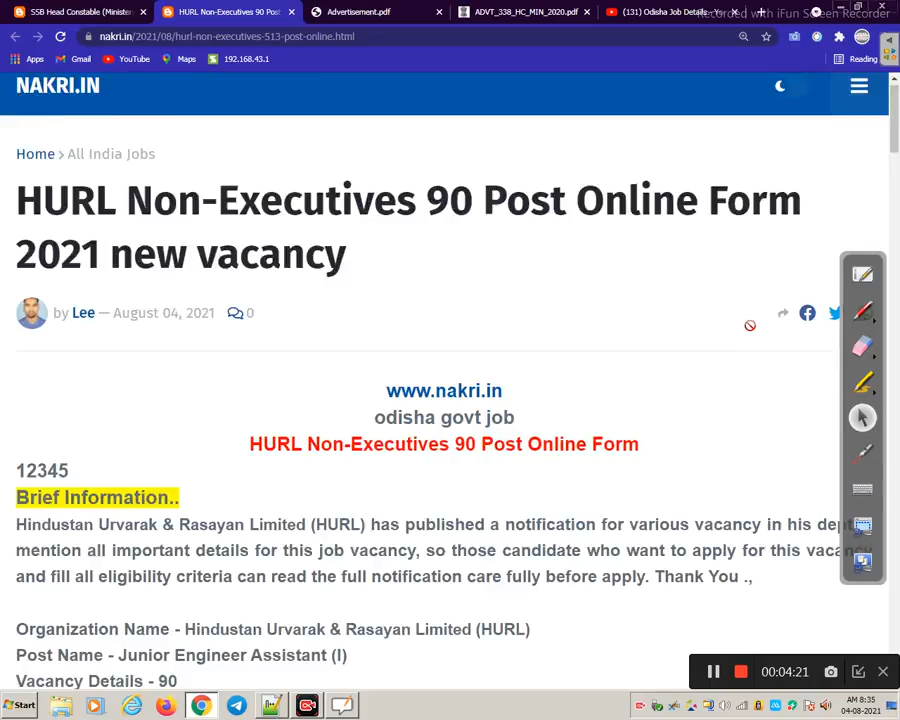 SSB Head Constable (Minister
HURL Non-Executives 90 Post
Advertisement.pdf
ADVT_338_HC_MIN_2020.pdf
(131) Odisha Job Details - Yo
Recorded with iFun Screen Recorder
nakri.in/2021/08/hurl-non-executives-513-post-online.html
Apps
Gmail
YouTube
Maps
192.168.43.1
Reading
NAKRI.IN
Home > All India Jobs
HURL Non-Executives 90 Post Online Form
2021 new vacancy
by Lee — August 04, 2021 0
www.nakri.in
odisha govt job
HURL Non-Executives 90 Post Online Form
12345
Brief Information..
Hindustan Urvarak & Rasayan Limited (HURL) has published a notification for various vacancy in his dept
mention all important details for this job vacancy, so those candidate who want to apply for this vacancy
and fill all eligibility criteria can read the full notification care fully before apply. Thank You .,
Organization Name - Hindustan Urvarak & Rasayan Limited (HURL)
Post Name - Junior Engineer Assistant (I)
Vacancy Details - 90
00:04:21
Start
AM 8:35
04-08-2021